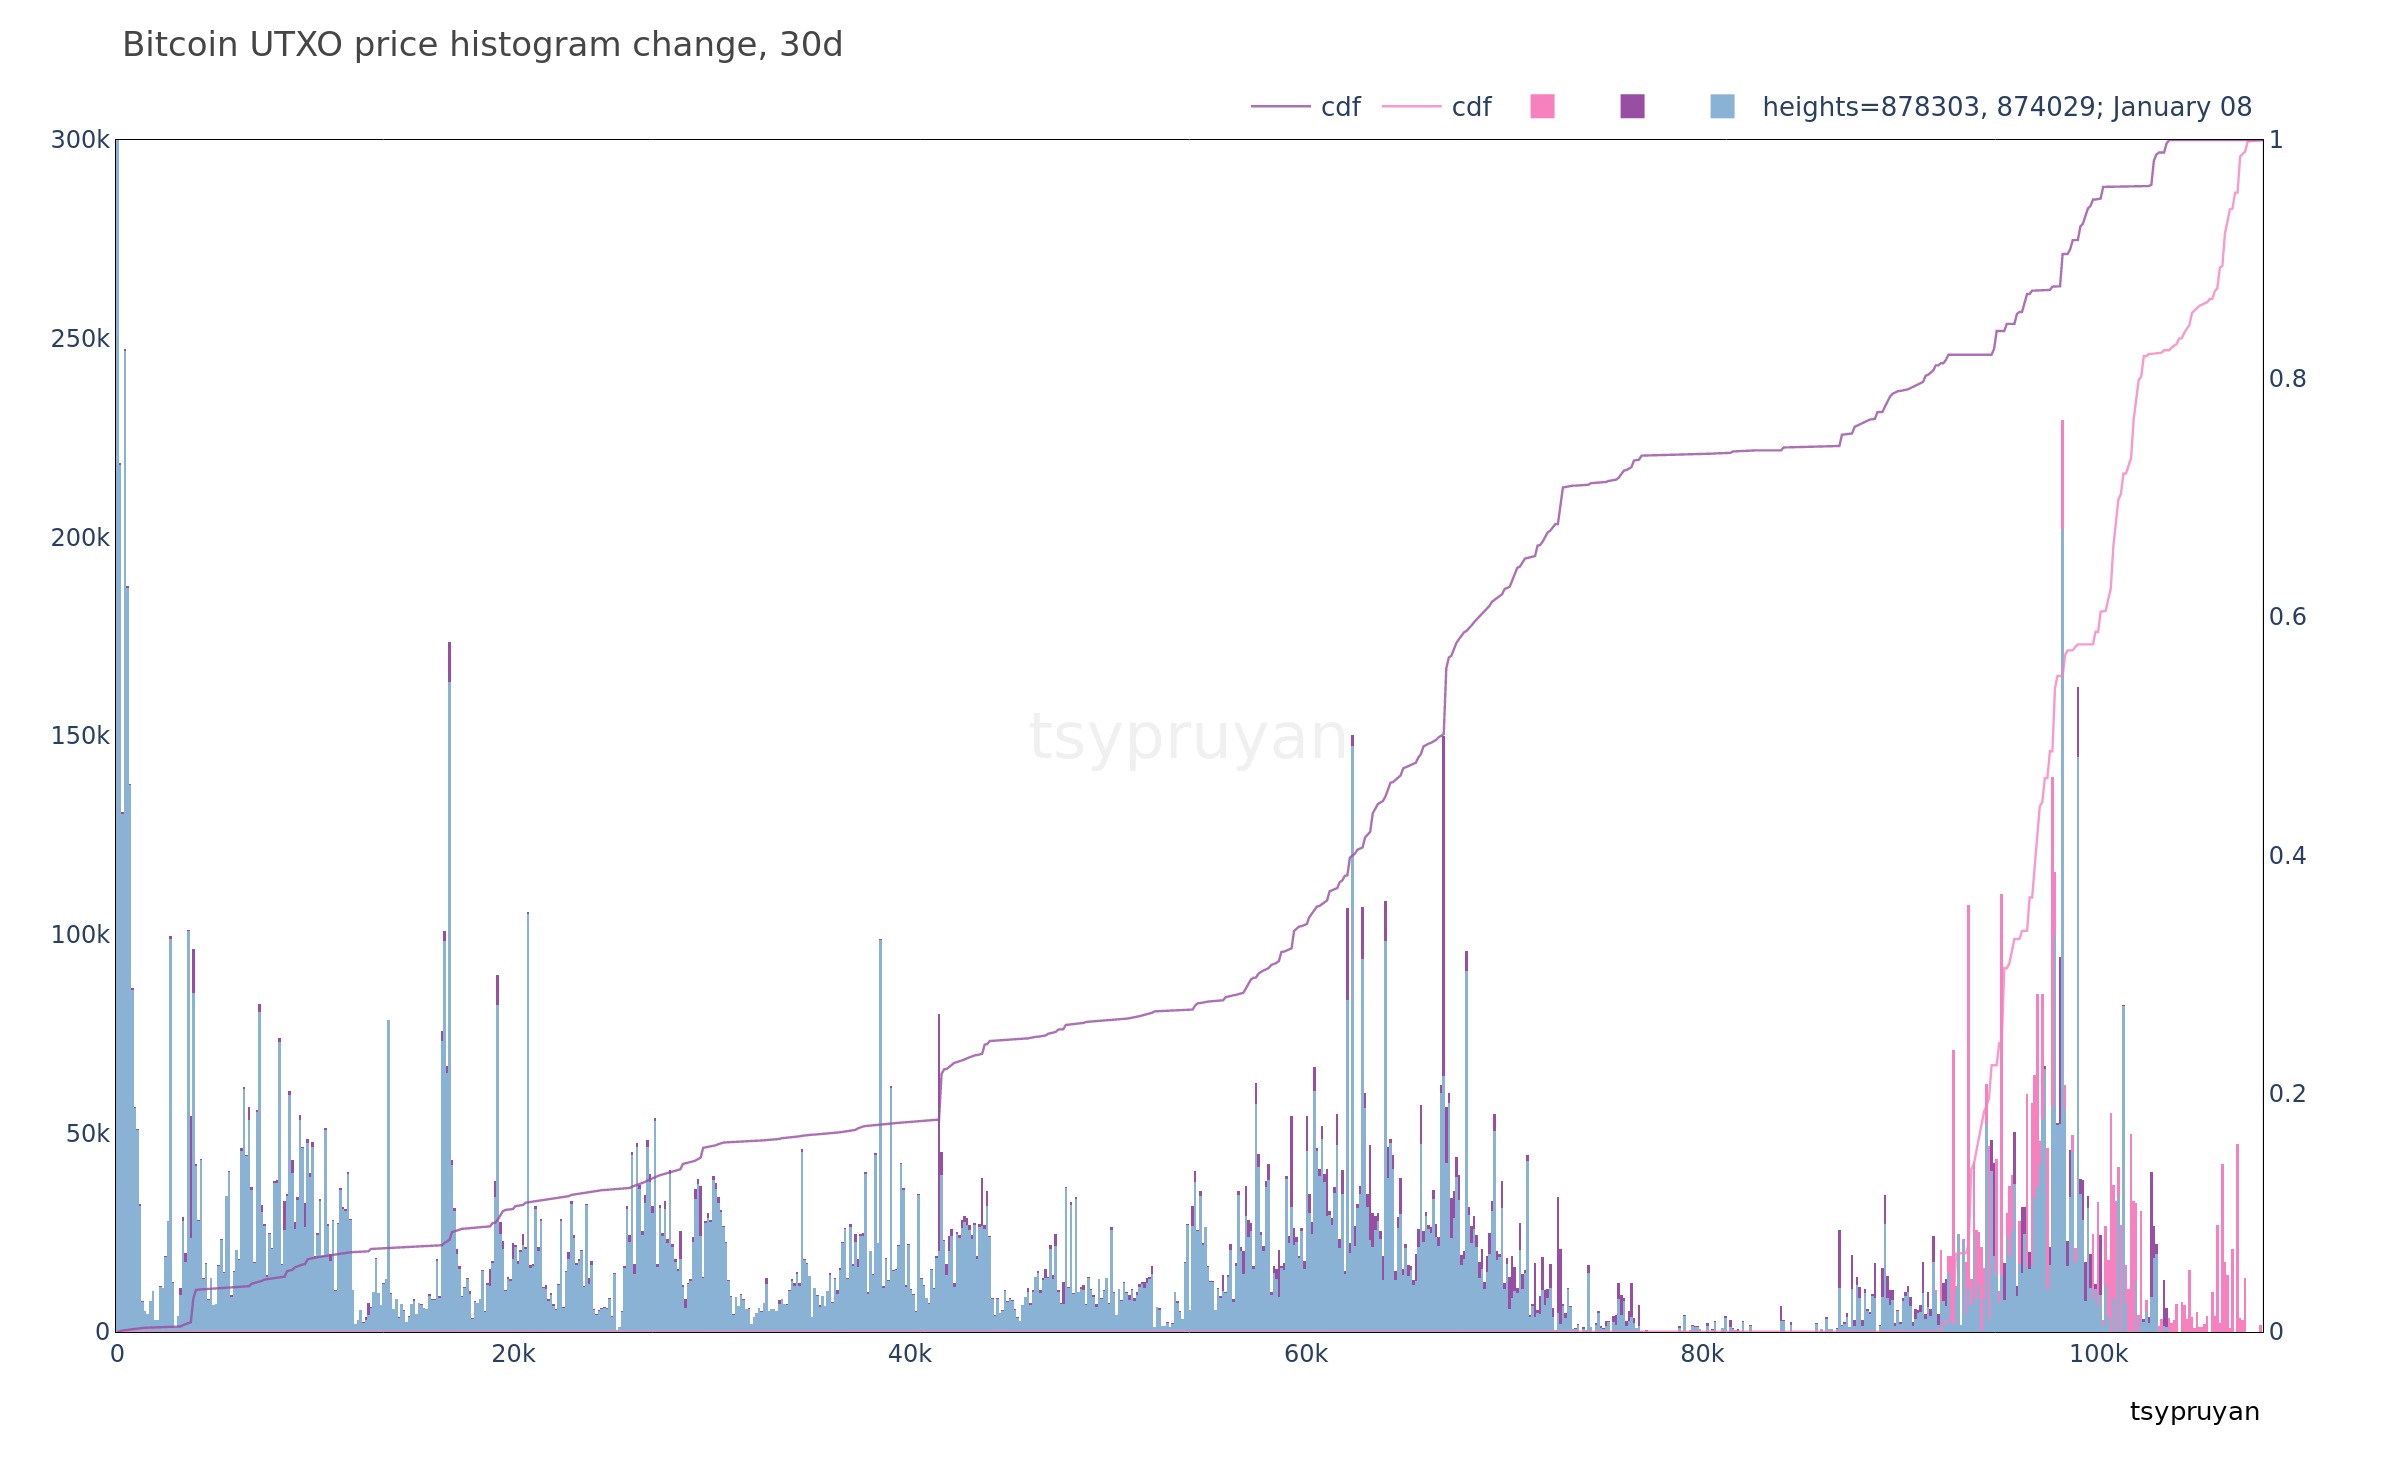 Bitcoin UTXO price histogram change, 30d
cdf cdf heights=878303, 874029; January 08
300k
250k
200k
150k
100k
50k
0
1
0.8
0.6
0.4
0.2
0
tsypruyan
0 20k 40k 60k 80k 100k
tsypruyan